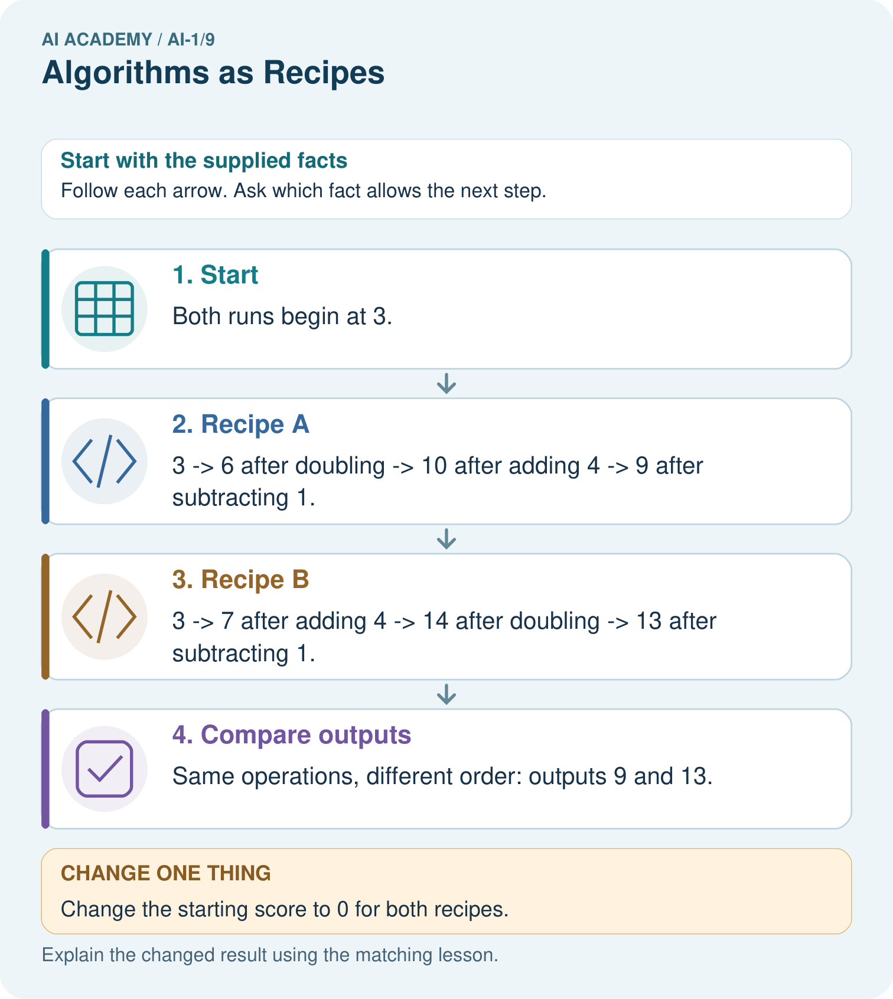 AI ACADEMY / AI-1/9
Algorithms as Recipes
Start with the supplied facts
Follow each arrow. Ask which fact allows the next step.
1. Start
Both runs begin at 3.
2. Recipe A
3 -> 6 after doubling -> 10 after adding 4 -> 9 after
subtracting 1.
3. Recipe B
3 -> 7 after adding 4 -> 14 after doubling -> 13 after
subtracting 1.
4. Compare outputs
Same operations, different order: outputs 9 and 13.
CHANGE ONE THING
Change the starting score to 0 for both recipes.
Explain the changed result using the matching lesson.